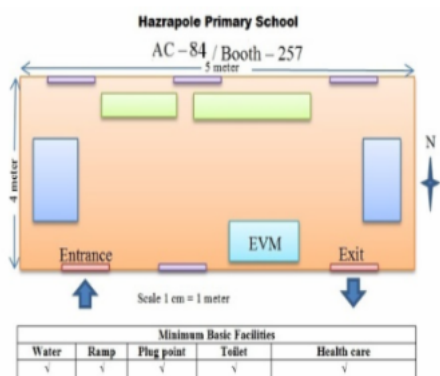 Hazrapole Primary School
AC – 84 / Booth – 257
5 meter
4 meter
N
Entrance
EVM
Exit
Scale 1 cm = 1 meter
Minimum Basic Facilities
Water Ramp Plug point Toilet Health care
√ √ √ √ √